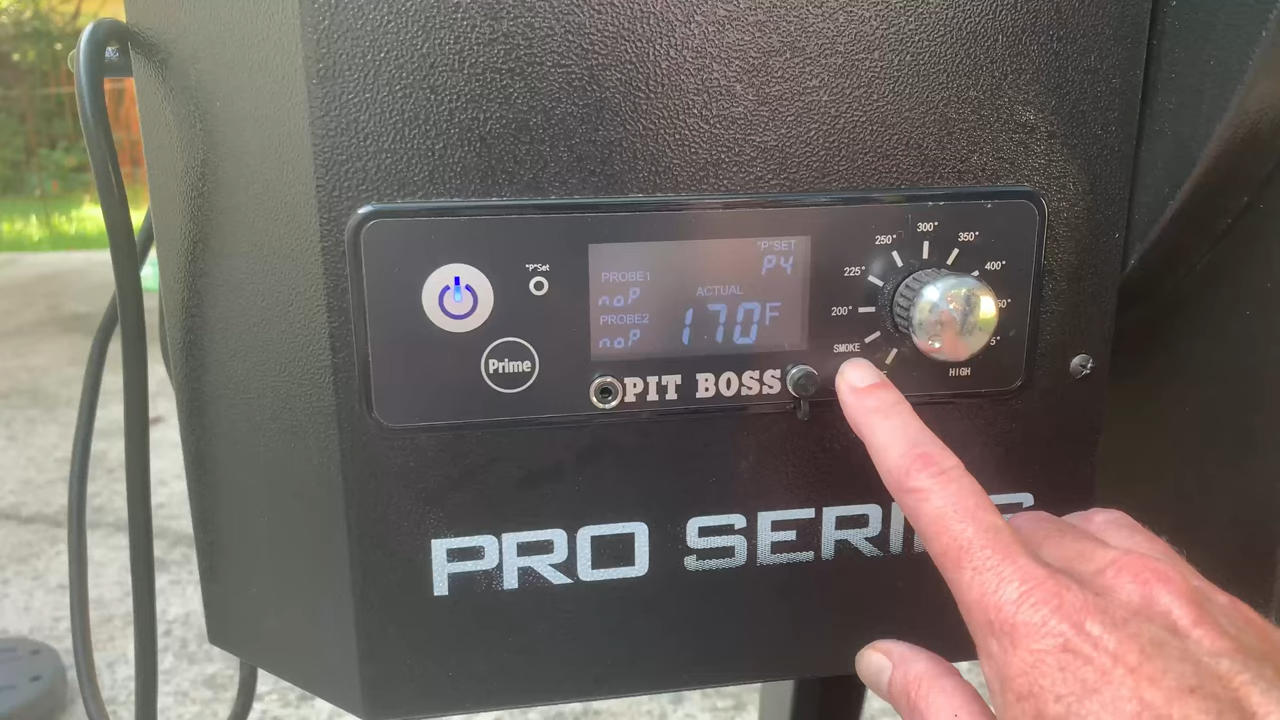 "P"Set
Prime
"P"SET
P4
PROBE1
noP
PROBE2
noP
ACTUAL
170F
PIT BOSS
SMOKE
200°
225°
250°
300°
350°
400°
HIGH
PRO SERIES